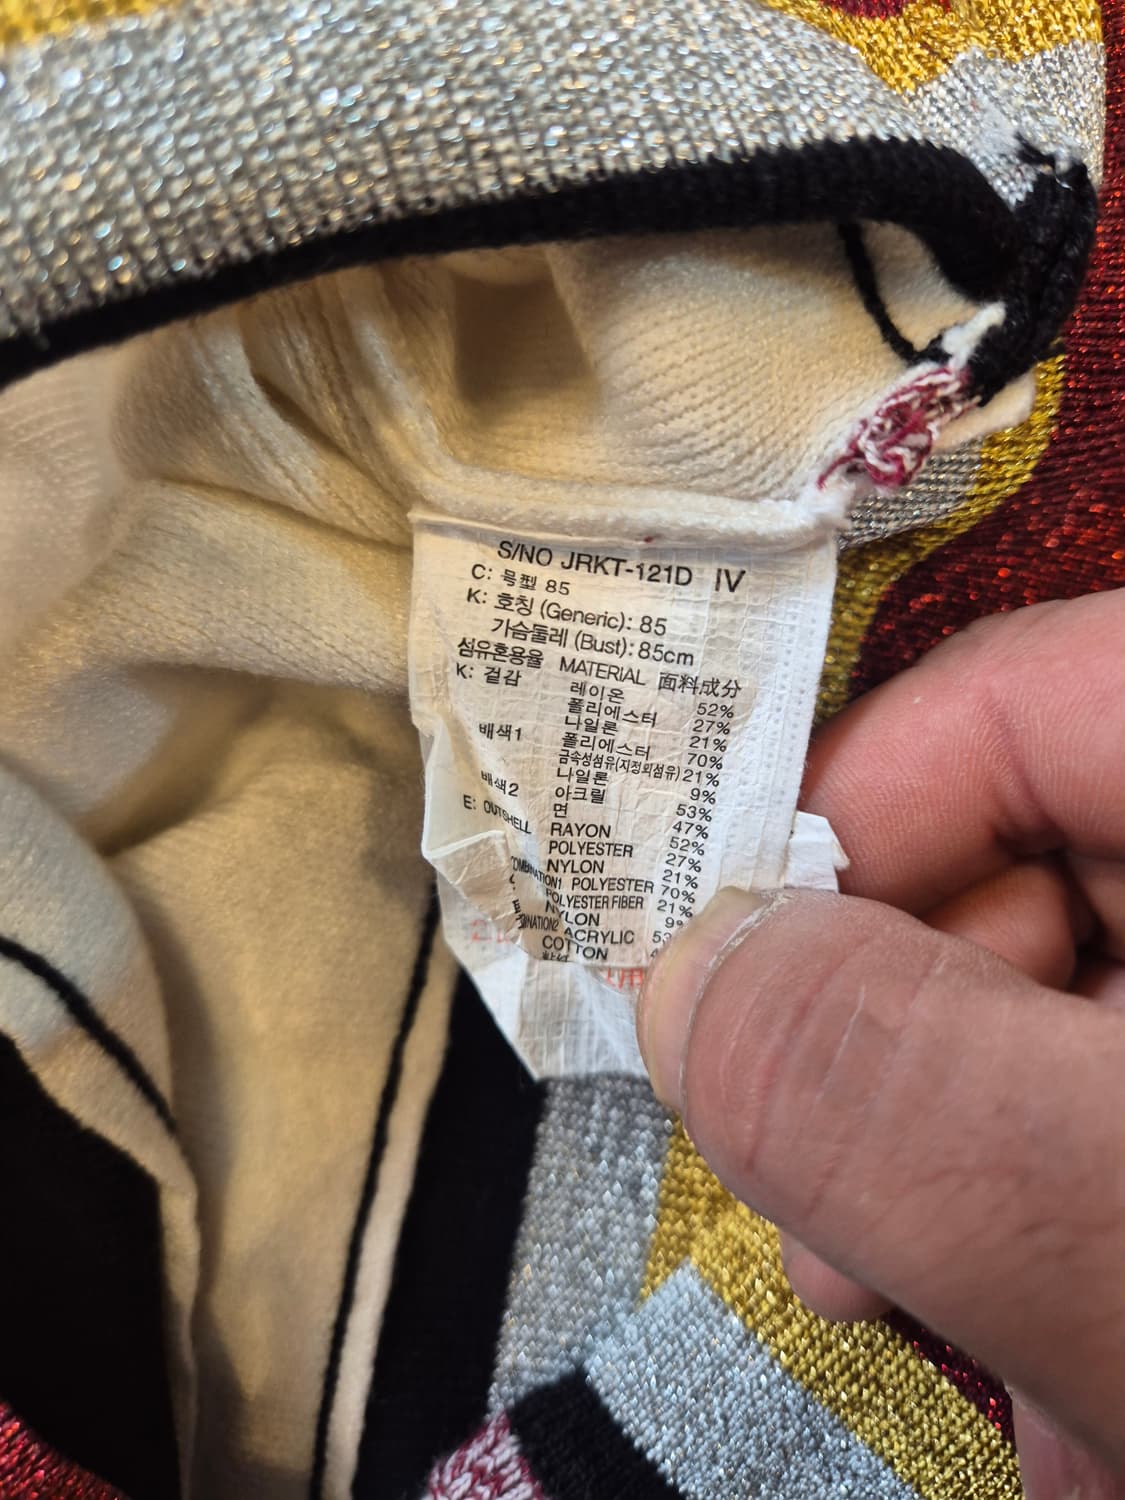 S/NO JRKT-121D IV
C: 号型 85
K: 호칭 (Generic): 85
가슴둘레 (Bust): 85cm
섬유혼용율 MATERIAL 面料成分
K: 겉감 레이온 52%
폴리에스터 27%
나일론 21%
배색1 폴리에스터 70%
금속성섬유(지정외섬유) 21%
나일론 9%
배색2 아크릴 53%
면 47%
E: OUTSHELL RAYON 52%
POLYESTER 27%
NYLON 21%
COMBINATION1 POLYESTER 70%
POLYESTER FIBER 21%
NYLON 9%
ACRYLIC
COTTON